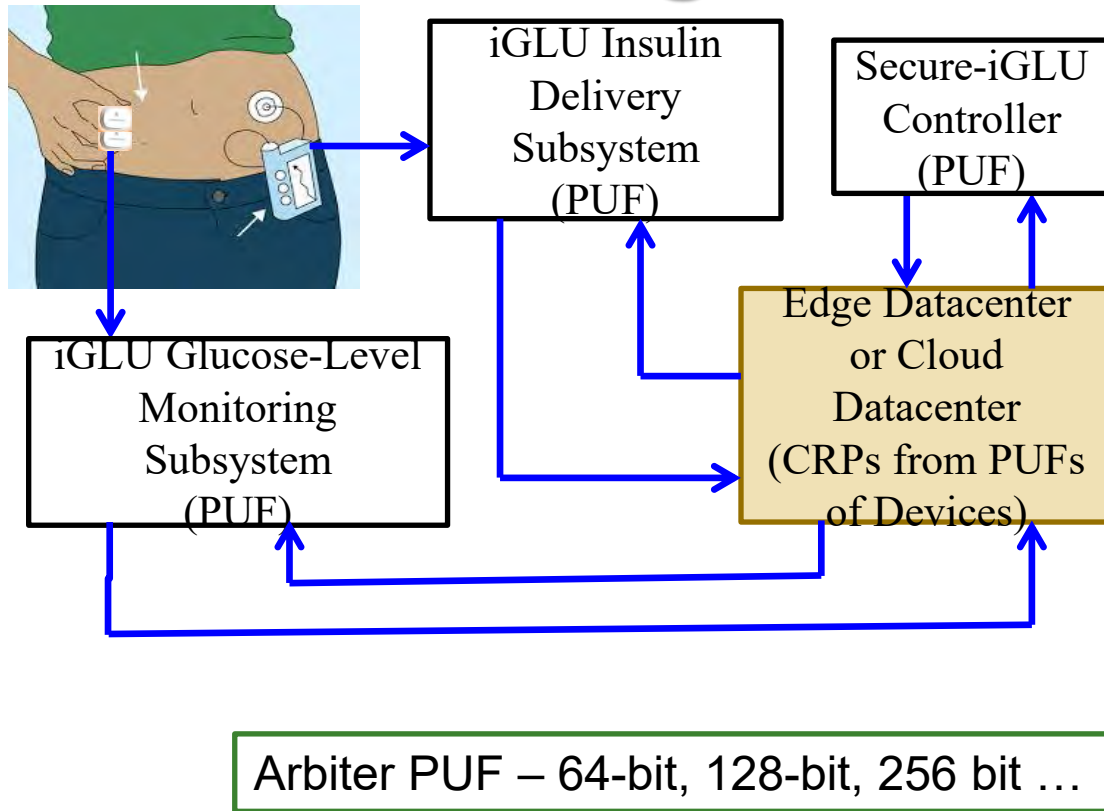 iGLU Insulin
Delivery
Subsystem
(PUF)
Secure-iGLU
Controller
(PUF)
iGLU Glucose-Level
Monitoring
Subsystem
(PUF)
Edge Datacenter
or Cloud
Datacenter
(CRPs from PUFs
of Devices)
Arbiter PUF – 64-bit, 128-bit, 256 bit …